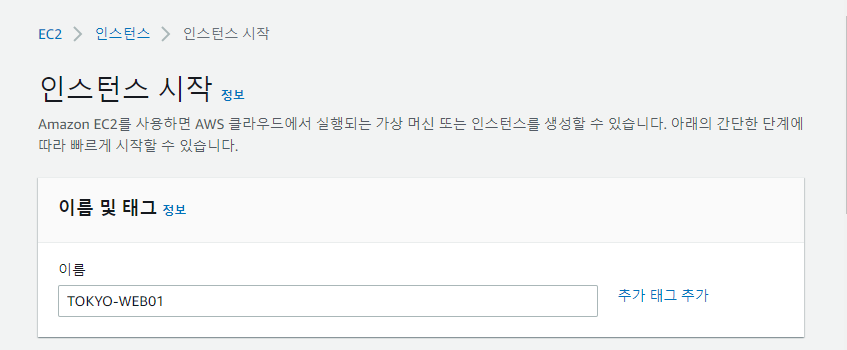 EC2 > 인스턴스 > 인스턴스 시작
인스턴스 시작 정보
Amazon EC2를 사용하면 AWS 클라우드에서 실행되는 가상 머신 또는 인스턴스를 생성할 수 있습니다. 아래의 간단한 단계에
따라 빠르게 시작할 수 있습니다.
이름 및 태그 정보
이름
TOKYO-WEB01 추가 태그 추가